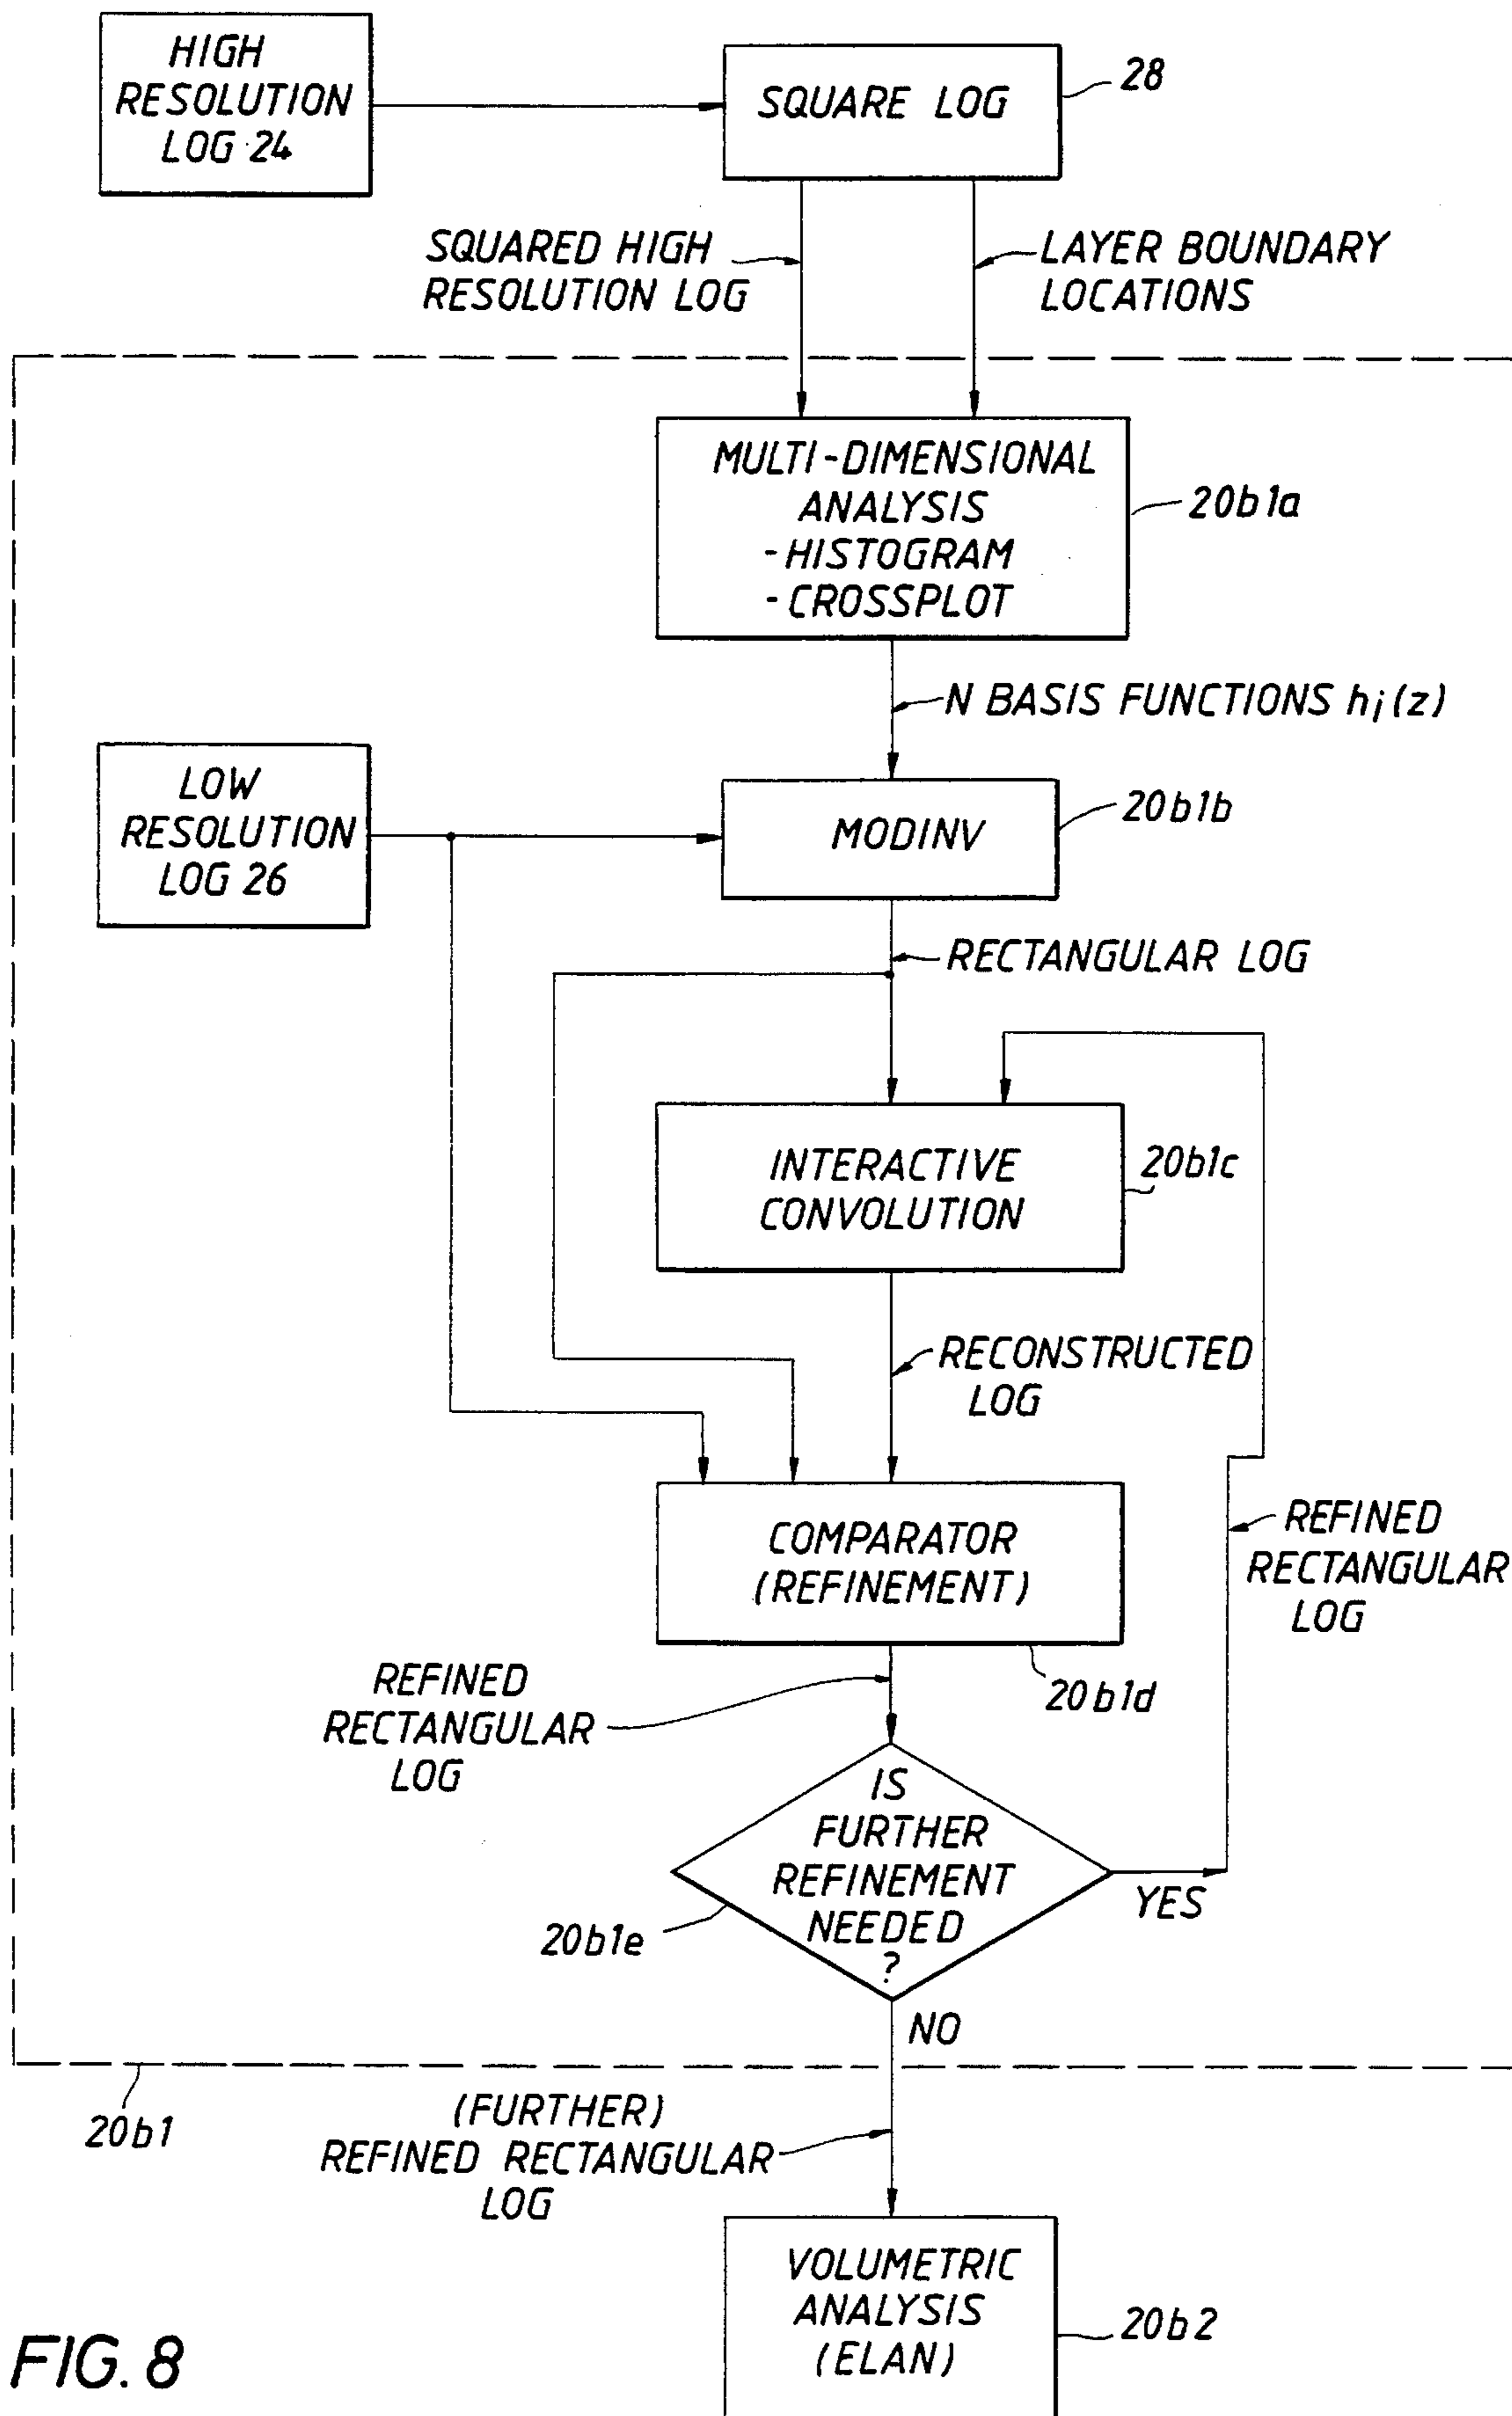 HIGH
RESOLUTION
LOG 24
SQUARE LOG
28
SQUARED HIGH
RESOLUTION LOG
LAYER BOUNDARY
LOCATIONS
MULTI-DIMENSIONAL
ANALYSIS
-HISTOGRAM
-CROSSPLOT
20b1a
N BASIS FUNCTIONS hi(z)
LOW
RESOLUTION
LOG 26
MODINV
20b1b
RECTANGULAR LOG
INTERACTIVE
CONVOLUTION
20b1c
RECONSTRUCTED
LOG
COMPARATOR
(REFINEMENT)
20b1d
REFINED
RECTANGULAR
LOG
REFINED
RECTANGULAR
LOG
IS
FURTHER
REFINEMENT
NEEDED
?
YES
20b1e
NO
20b1
(FURTHER)
REFINED RECTANGULAR
LOG
VOLUMETRIC
ANALYSIS
(ELAN)
20b2
FIG. 8